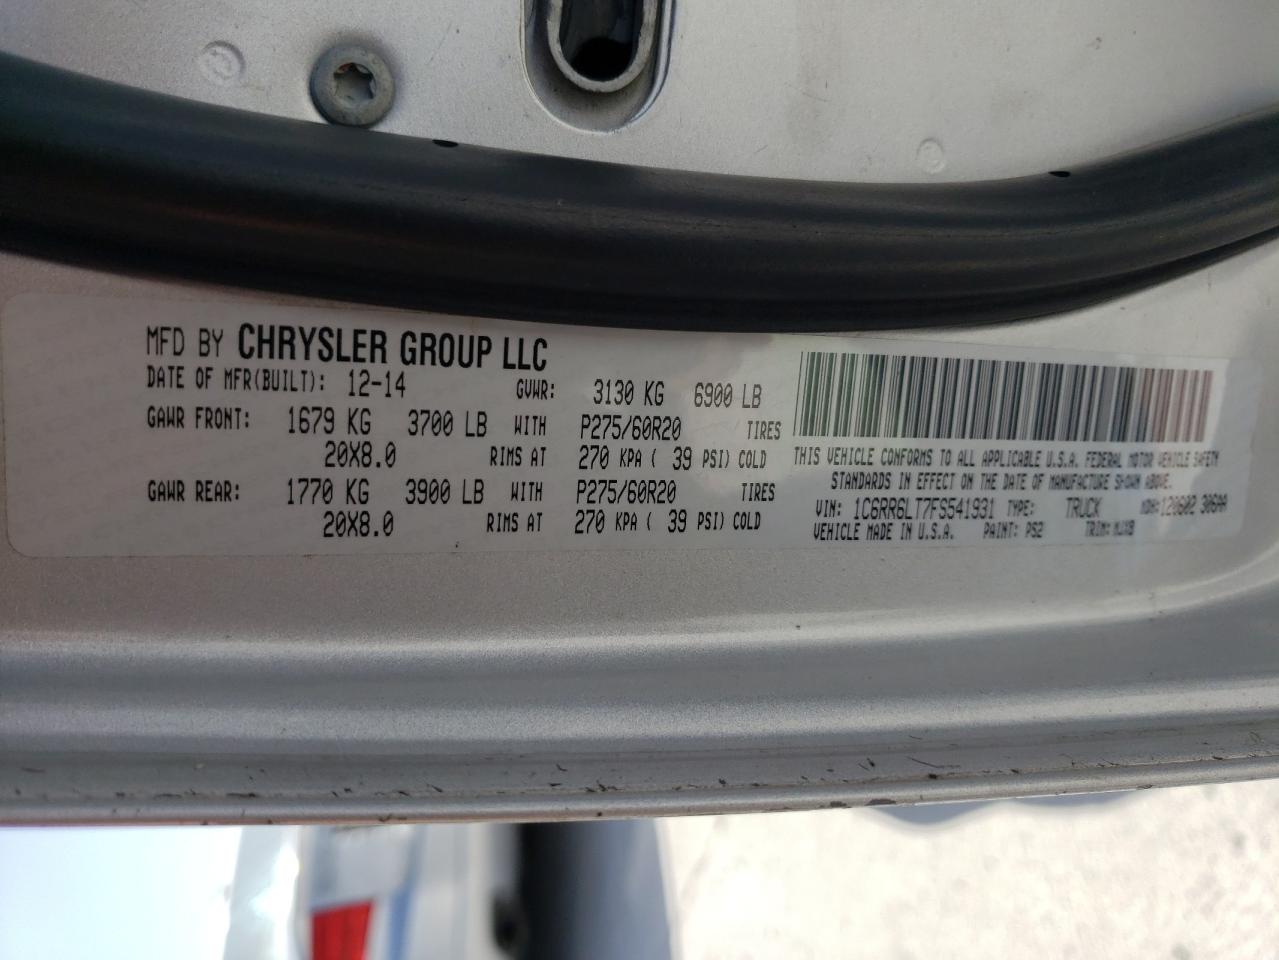 MFD BY CHRYSLER GROUP LLC
DATE OF MFR(BUILT): 12-14 GVWR: 3130 KG 6900 LB
GAWR FRONT: 1679 KG 3700 LB WITH P275/60R20 TIRES
20X8.0 RIMS AT 270 KPA ( 39 PSI) COLD
GAWR REAR: 1770 KG 3900 LB WITH P275/60R20 TIRES
20X8.0 RIMS AT 270 KPA ( 39 PSI) COLD
THIS VEHICLE CONFORMS TO ALL APPLICABLE U.S.A. FEDERAL MOTOR VEHICLE SAFETY
STANDARDS IN EFFECT ON THE DATE OF MANUFACTURE SHOWN ABOVE.
VIN: 1C6RR6LT7FS541931 TYPE: TRUCK MDH: 120602 306AA
VEHICLE MADE IN U.S.A. PAINT: PS2 TRIM: